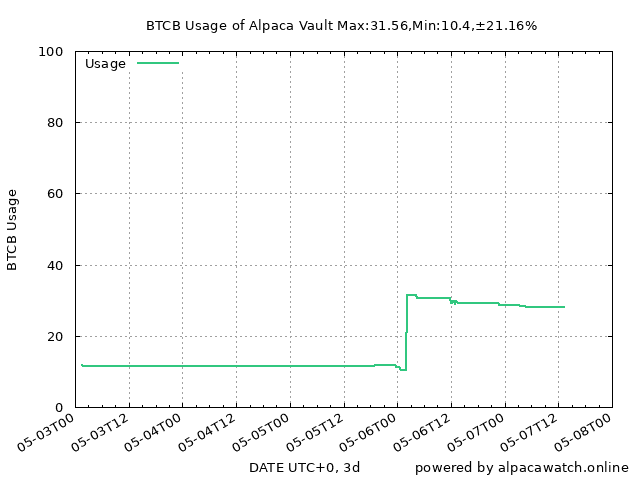 BTCB Usage of Alpaca Vault Max:31.56,Min:10.4,±21.16%
100
Usage
80
60
BTCB Usage
40
20
0
05-03T00 05-03T12 05-04T00 05-04T12 05-05T00 05-05T12 05-06T00 05-06T12 05-07T00 05-07T12 05-08T00
DATE UTC+0, 3d powered by alpacawatch.online